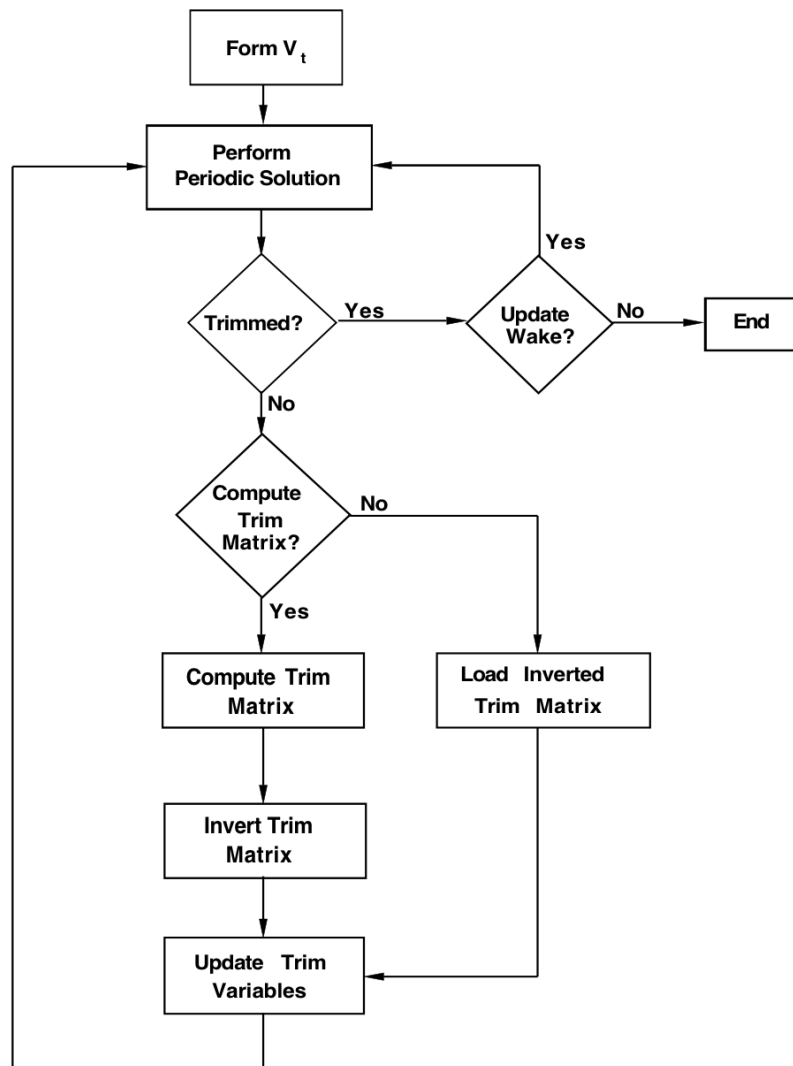 Form V t
Perform
Periodic Solution
Yes
Trimmed?
Yes
Update
Wake?
No
End
No
Compute
Trim
Matrix?
No
Yes
Compute Trim
Matrix
Load Inverted
Trim Matrix
Invert Trim
Matrix
Update Trim
Variables